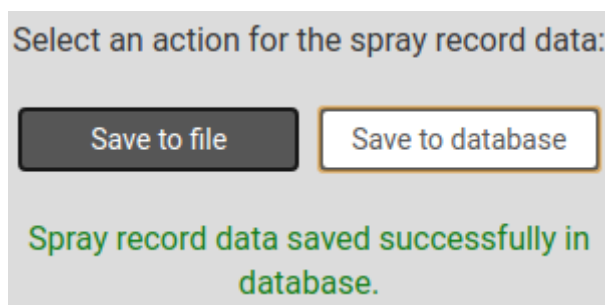 Select an action for the spray record data:
Save to file
Save to database
Spray record data saved successfully in
database.